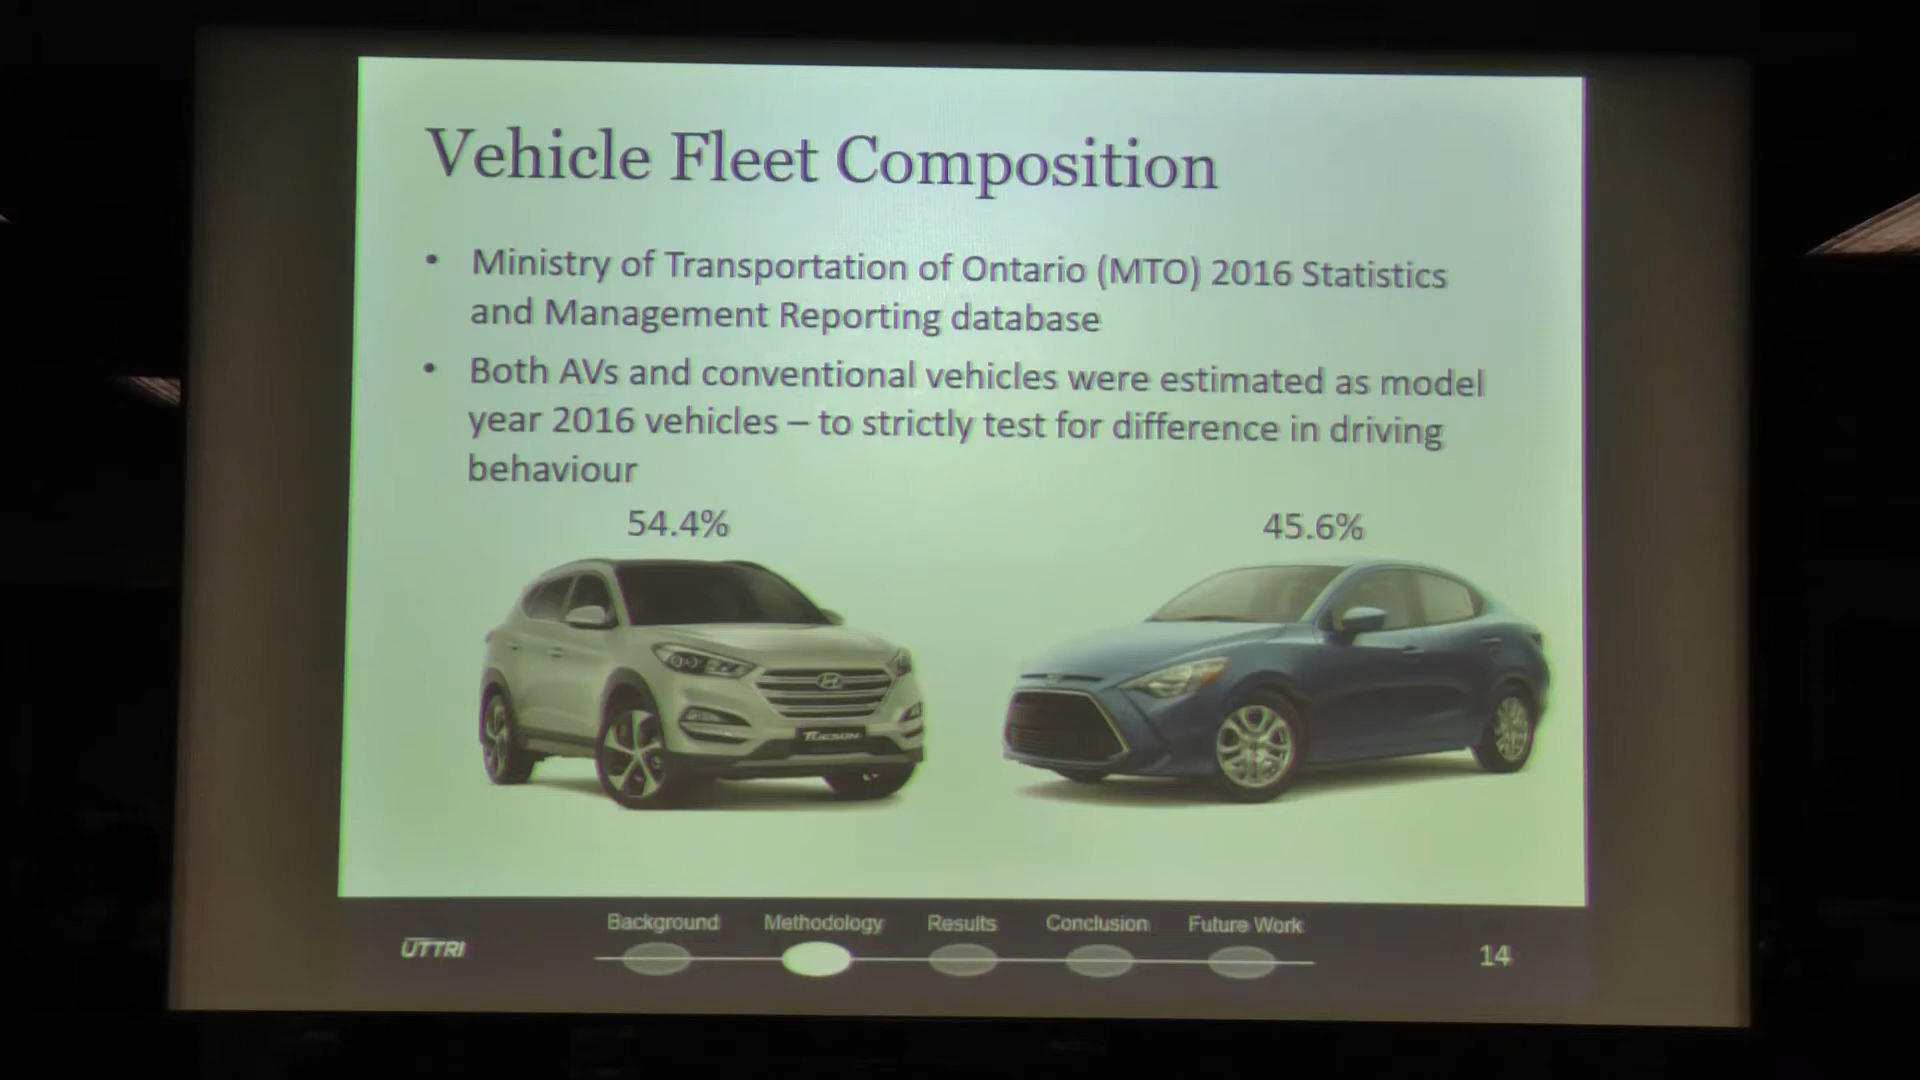 Vehicle Fleet Composition
• Ministry of Transportation of Ontario (MTO) 2016 Statistics
and Management Reporting database
• Both AVs and conventional vehicles were estimated as model
year 2016 vehicles – to strictly test for difference in driving
behaviour
54.4%
45.6%
TUCSON
Background Methodology Results Conclusion Future Work
UTTRI
14